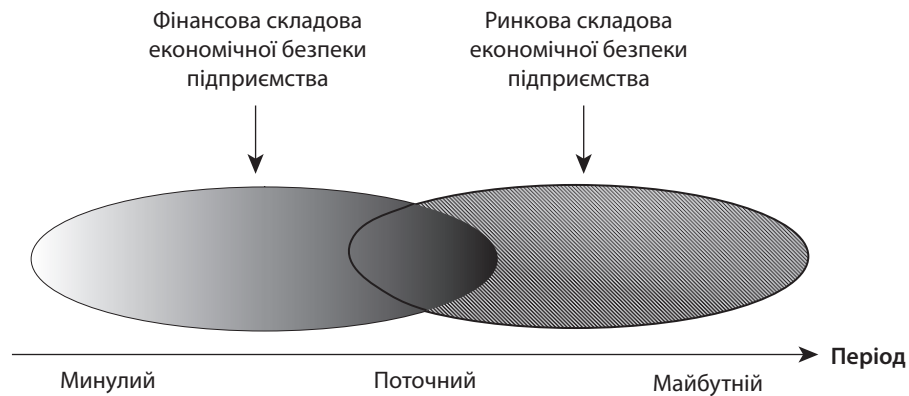 Фінансова складова
економічної безпеки
підприємства
Ринкова складова
економічної безпеки
підприємства
Період
Минулий
Поточний
Майбутній